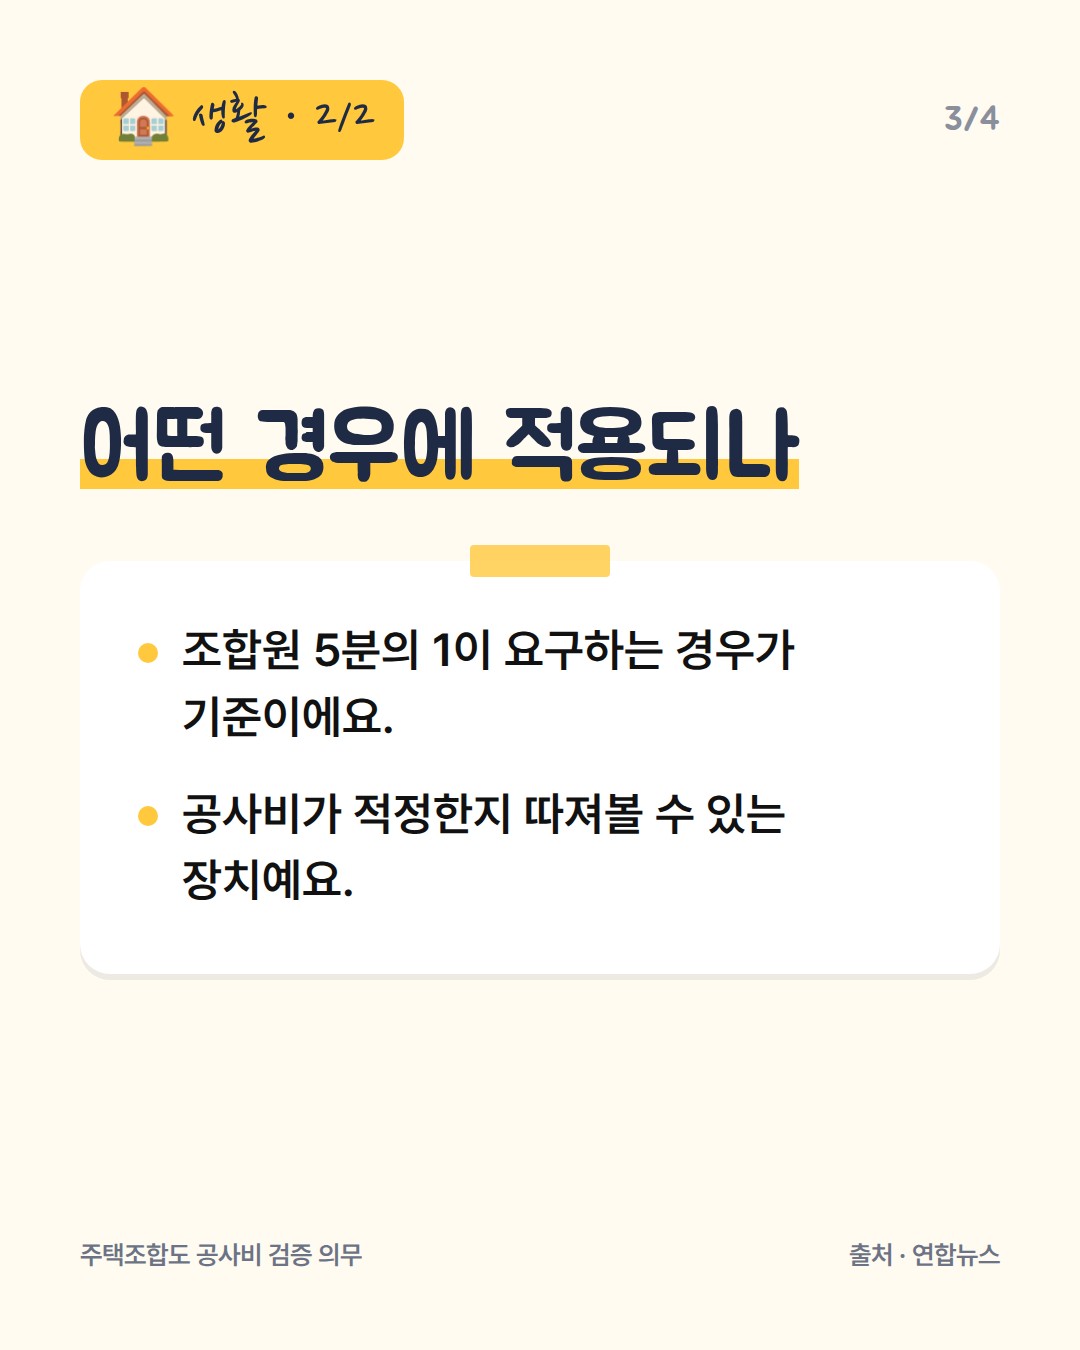 생활 · 2/2
3/4
어떤 경우에 적용되나
조합원 5분의 1이 요구하는 경우가
기준이에요.
공사비가 적정한지 따져볼 수 있는
장치예요.
주택조합도 공사비 검증 의무
출처 · 연합뉴스